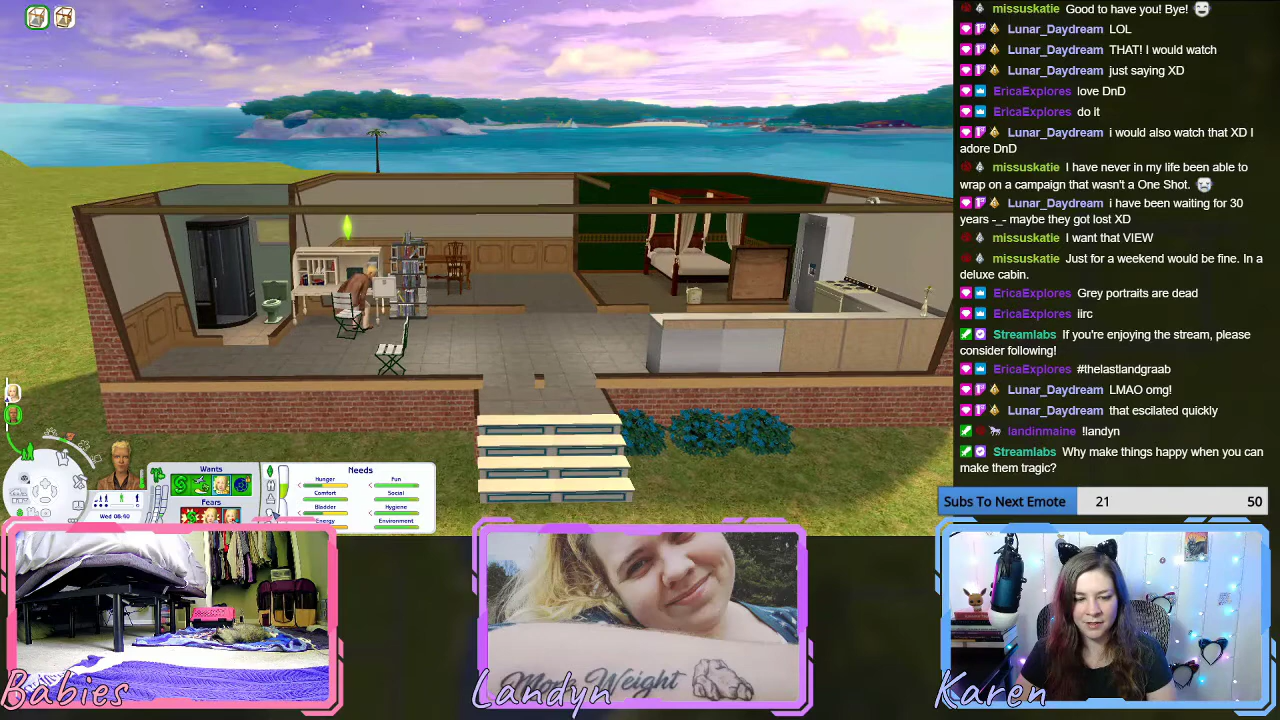 missuskatie Good to have you! Bye!
Lunar_Daydream LOL
Lunar_Daydream THAT! I would watch
Lunar_Daydream just saying XD
EricaExplores love DnD
EricaExplores do it
Lunar_Daydream i would also watch that XD I
adore DnD
missuskatie I have never in my life been able to
wrap on a campaign that wasn't a One Shot.
Lunar_Daydream i have been waiting for 30
years -_- maybe they got lost XD
missuskatie I want that VIEW
missuskatie Just for a weekend would be fine. In a
deluxe cabin.
EricaExplores Grey portraits are dead
EricaExplores iirc
Streamlabs If you're enjoying the stream, please
consider following!
EricaExplores #thelastlandgraab
Lunar_Daydream LMAO omg!
Lunar_Daydream that escilated quickly
landinmaine !landyn
Streamlabs Why make things happy when you can
make them tragic?
Subs To Next Emote 21 50
Wants
Fears
Needs
Hunger Fun
Comfort Social
Bladder Hygiene
Energy Environment
Babies
Landyn
Weight
Karen